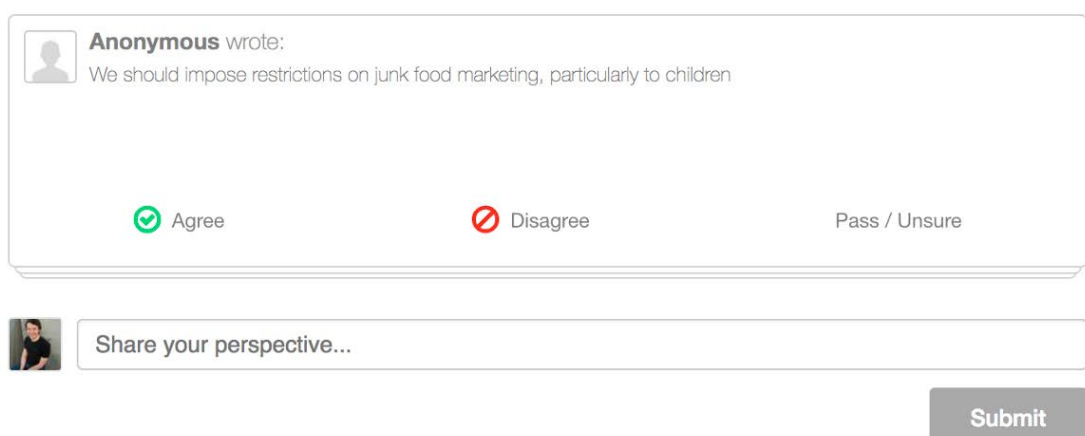 Anonymous wrote:
We should impose restrictions on junk food marketing, particularly to children
Agree Disagree Pass / Unsure
Share your perspective...
Submit